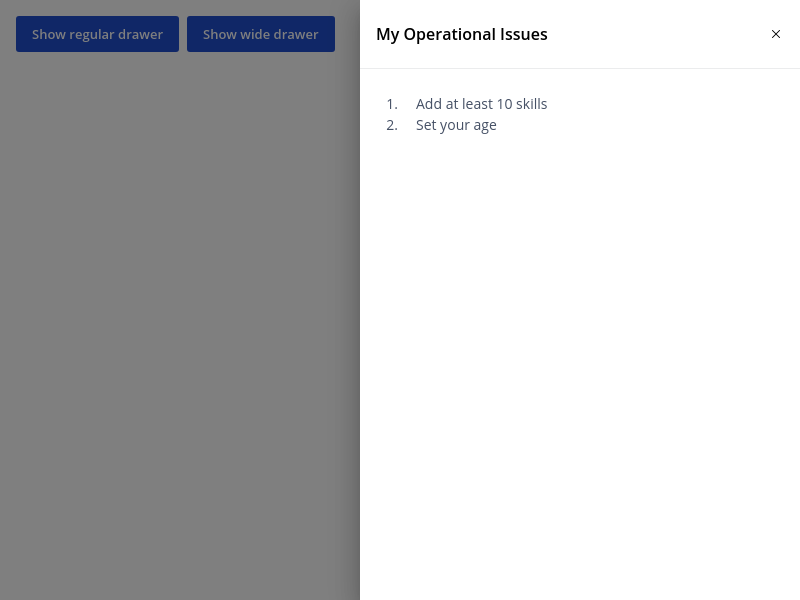 Show regular drawer Show wide drawer
My Operational Issues
1. Add at least 10 skills
2. Set your age